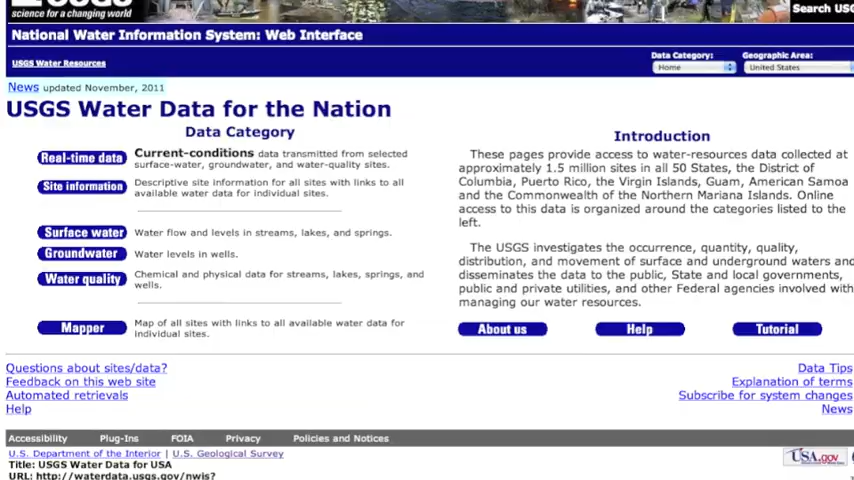 science for a changing world
Search USG
National Water Information System: Web Interface
USGS Water Resources
Data Category:
Geographic Area:
Home
United States
News updated November, 2011
USGS Water Data for the Nation
Data Category
Real-time data
Current-conditions data transmitted from selected
surface-water, groundwater, and water-quality sites.
Site information
Descriptive site information for all sites with links to all
available water data for individual sites.
Surface water
Water flow and levels in streams, lakes, and springs.
Groundwater
Water levels in wells.
Water quality
Chemical and physical data for streams, lakes, springs, and
wells.
Mapper
Map of all sites with links to all available water data for
individual sites.
Introduction
These pages provide access to water-resources data collected at
approximately 1.5 million sites in all 50 States, the District of
Columbia, Puerto Rico, the Virgin Islands, Guam, American Samoa
and the Commonwealth of the Northern Mariana Islands. Online
access to this data is organized around the categories listed to the
left.
The USGS investigates the occurrence, quantity, quality,
distribution, and movement of surface and underground waters and
disseminates the data to the public, State and local governments,
public and private utilities, and other Federal agencies involved with
managing our water resources.
About us
Help
Tutorial
Questions about sites/data?
Feedback on this web site
Automated retrievals
Help
Data Tips
Explanation of terms
Subscribe for system changes
News
Accessibility Plug-Ins FOIA Privacy Policies and Notices
U.S. Department of the Interior | U.S. Geological Survey
Title: USGS Water Data for USA
URL: http://waterdata.usgs.gov/nwis?
USA.gov